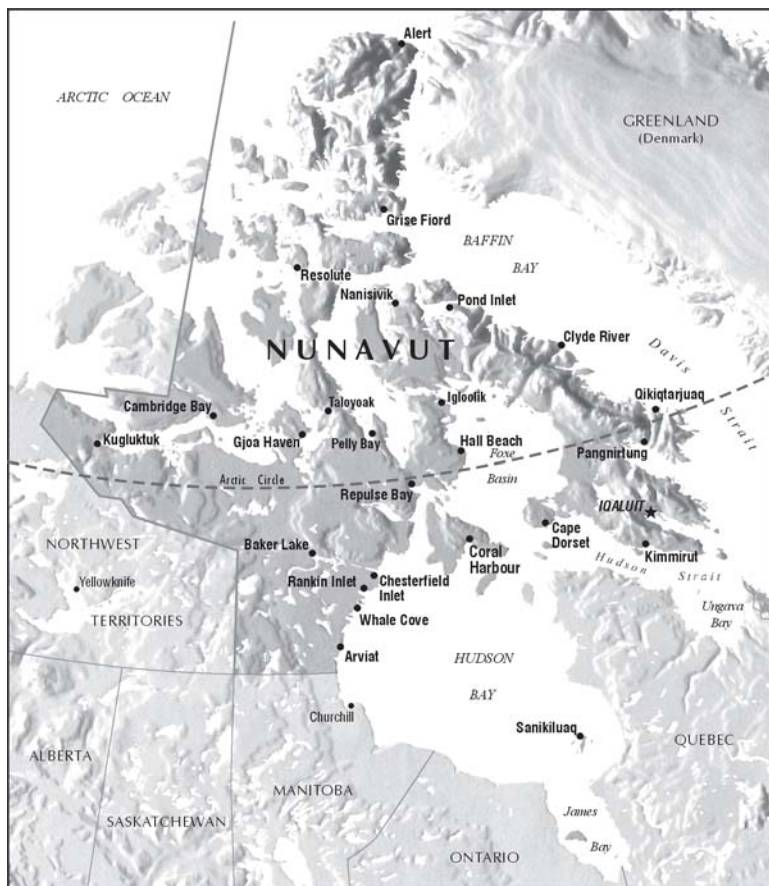 Alert
ARCTIC OCEAN
GREENLAND
(Denmark)
Grise Fiord
BAFFIN
BAY
Resolute
Nanisivik
Pond Inlet
NUNAVUT
Clyde River
Davis
Strait
Cambridge Bay
Taloyoak
Igloolik
Qikiqtarjuaq
Kugluktuk
Gjoa Haven
Pelly Bay
Hall Beach
Pangnirtung
Foxe
Basin
Arctic Circle
Repulse Bay
IQALUIT
NORTHWEST
TERRITORIES
Baker Lake
Cape
Dorset
Coral
Harbour
Kimmirut
Hudson Strait
Yellowknife
Rankin Inlet
Chesterfield
Inlet
Ungava
Bay
Whale Cove
Arviat
HUDSON
BAY
Churchill
Sanikiluaq
QUEBEC
ALBERTA
MANITOBA
SASKATCHEWAN
James
Bay
ONTARIO